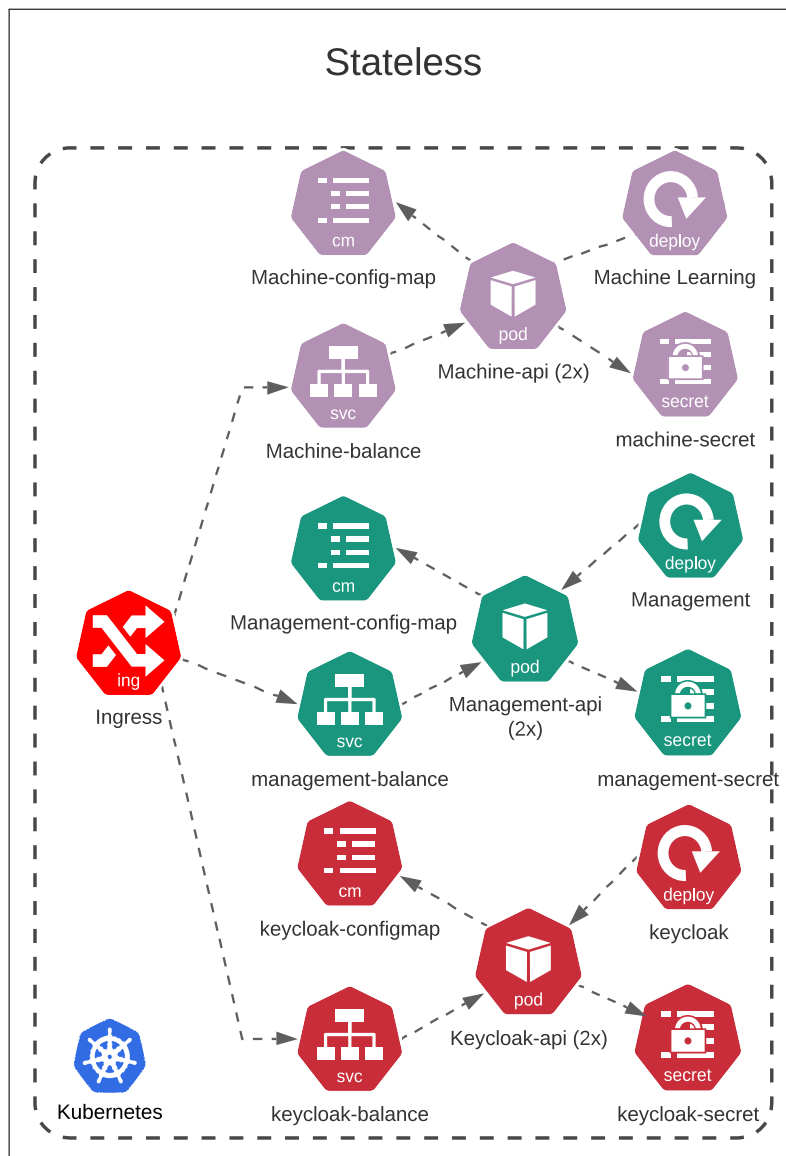 Stateless
cm
Machine-config-map
deploy
Machine Learning
pod
Machine-api (2x)
svc
Machine-balance
secret
machine-secret
cm
Management-config-map
deploy
Management
pod
Management-api
(2x)
ing
Ingress
svc
management-balance
secret
management-secret
cm
keycloak-configmap
deploy
keycloak
pod
Keycloak-api (2x)
svc
keycloak-balance
secret
keycloak-secret
Kubernetes